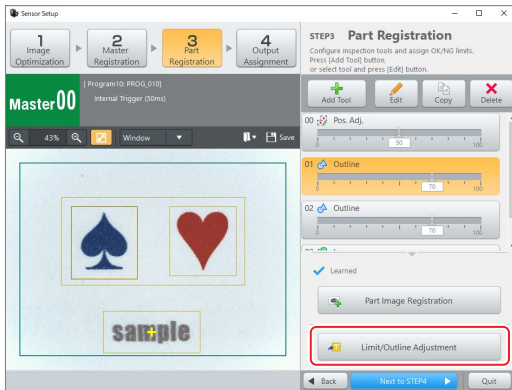 Sensor Setup
1
Image
Optimization
2
Master
Registration
3
Part
Registration
4
Output
Assignment
STEP3 Part Registration
Configure inspection tools and assign OK/NG limits.
Press [Add Tool] button,
or select tool and press [Edit] button.
Master00
[ Program10: PROG_010]
Internal Trigger (50ms)
Add Tool
Edit
Copy
Delete
43%
Window
Save
00 Pos. Adj.
0 50 100
01 Outline
0 70 100
02 Outline
0 70 100
sample
Learned
Part Image Registration
Limit/Outline Adjustment
Back
Next to STEP4
Quit